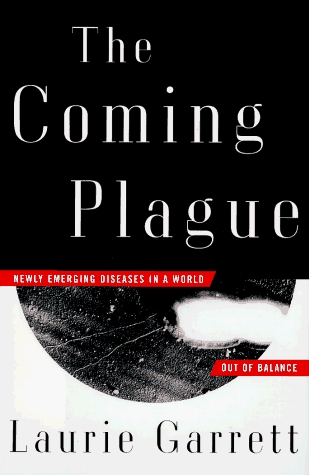 The
Coming
Plague
NEWLY EMERGING DISEASES IN A WORLD
OUT OF BALANCE
Laurie Garrett